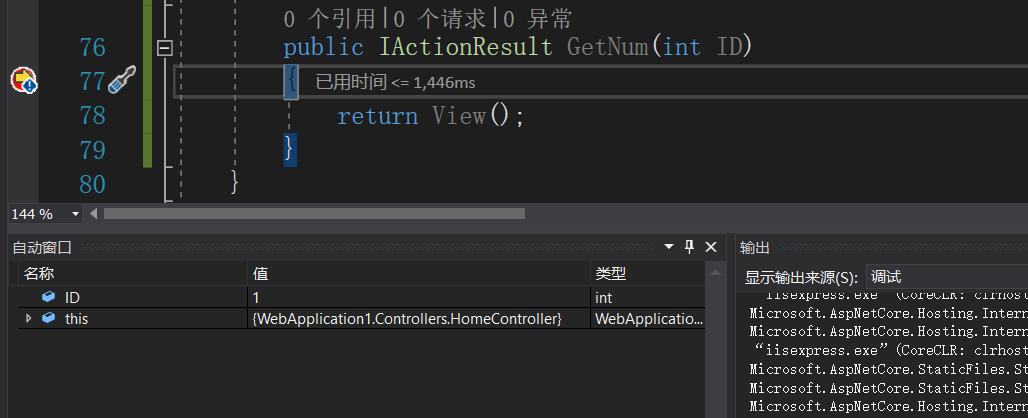 0 个引用|0 个请求|0 异常
76 public IActionResult GetNum(int ID)
77 { 已用时间 <= 1,446ms
78 return View();
79 }
80 }
144 %
自动窗口
名称 值 类型
ID 1 int
this {WebApplication1.Controllers.HomeController} WebApplicatio...
输出
显示输出来源(S): 调试
“iisexpress.exe” (CoreCLR: clrhost
Microsoft.AspNetCore.Hosting.Intern
Microsoft.AspNetCore.Hosting.Intern
“iisexpress.exe” (CoreCLR: clrhost
Microsoft.AspNetCore.StaticFiles.St
Microsoft.AspNetCore.StaticFiles.St
Microsoft.AspNetCore.Hosting.Intern